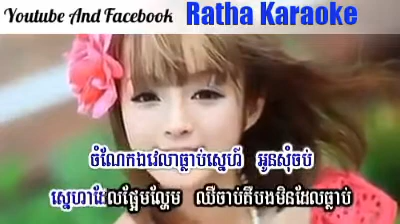 Youtube And Facebook Ratha Karaoke
ចំណែកឯវេលាធ្លាប់ស្នេហ៍ អូនសុំចប់
ស្នេហាដែលផ្អែមល្ហែម ឈឺចាប់គឺបងមិនដែលធ្លាប់